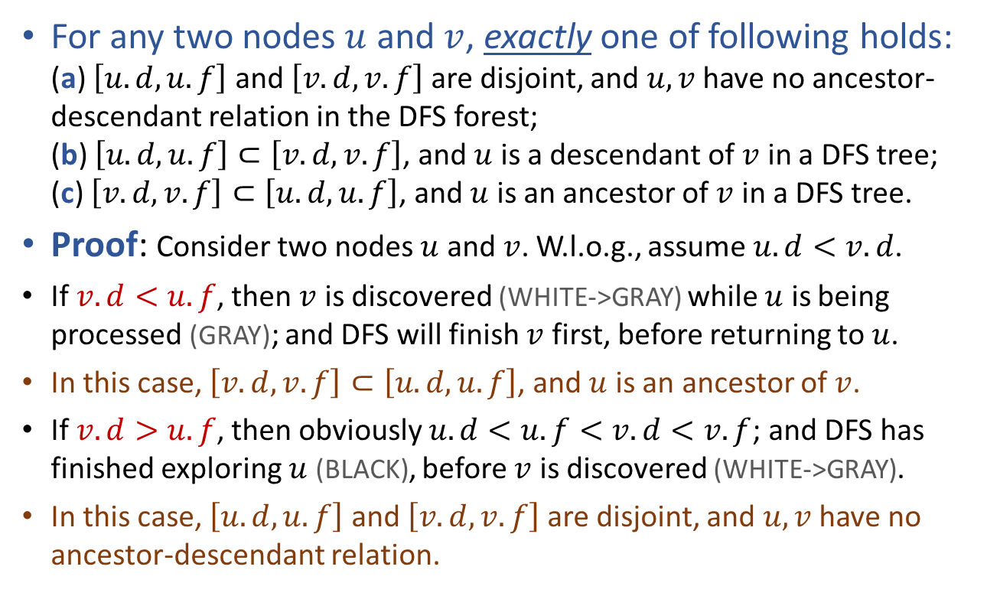 • For any two nodes 𝑢 and 𝑣, exactly one of following holds:
(a) [𝑢.𝑑, 𝑢.𝑓] and [𝑣.𝑑, 𝑣.𝑓] are disjoint, and 𝑢, 𝑣 have no ancestor-
descendant relation in the DFS forest;
(b) [𝑢.𝑑, 𝑢.𝑓] ⊂ [𝑣.𝑑, 𝑣.𝑓], and 𝑢 is a descendant of 𝑣 in a DFS tree;
(c) [𝑣.𝑑, 𝑣.𝑓] ⊂ [𝑢.𝑑, 𝑢.𝑓], and 𝑢 is an ancestor of 𝑣 in a DFS tree.
• Proof: Consider two nodes 𝑢 and 𝑣. W.l.o.g., assume 𝑢.𝑑 < 𝑣.𝑑.
• If 𝑣.𝑑 < 𝑢.𝑓, then 𝑣 is discovered (WHITE->GRAY) while 𝑢 is being
processed (GRAY); and DFS will finish 𝑣 first, before returning to 𝑢.
• In this case, [𝑣.𝑑, 𝑣.𝑓] ⊂ [𝑢.𝑑, 𝑢.𝑓], and 𝑢 is an ancestor of 𝑣.
• If 𝑣.𝑑 > 𝑢.𝑓, then obviously 𝑢.𝑑 < 𝑢.𝑓 < 𝑣.𝑑 < 𝑣.𝑓; and DFS has
finished exploring 𝑢 (BLACK), before 𝑣 is discovered (WHITE->GRAY).
• In this case, [𝑢.𝑑, 𝑢.𝑓] and [𝑣.𝑑, 𝑣.𝑓] are disjoint, and 𝑢, 𝑣 have no
ancestor-descendant relation.